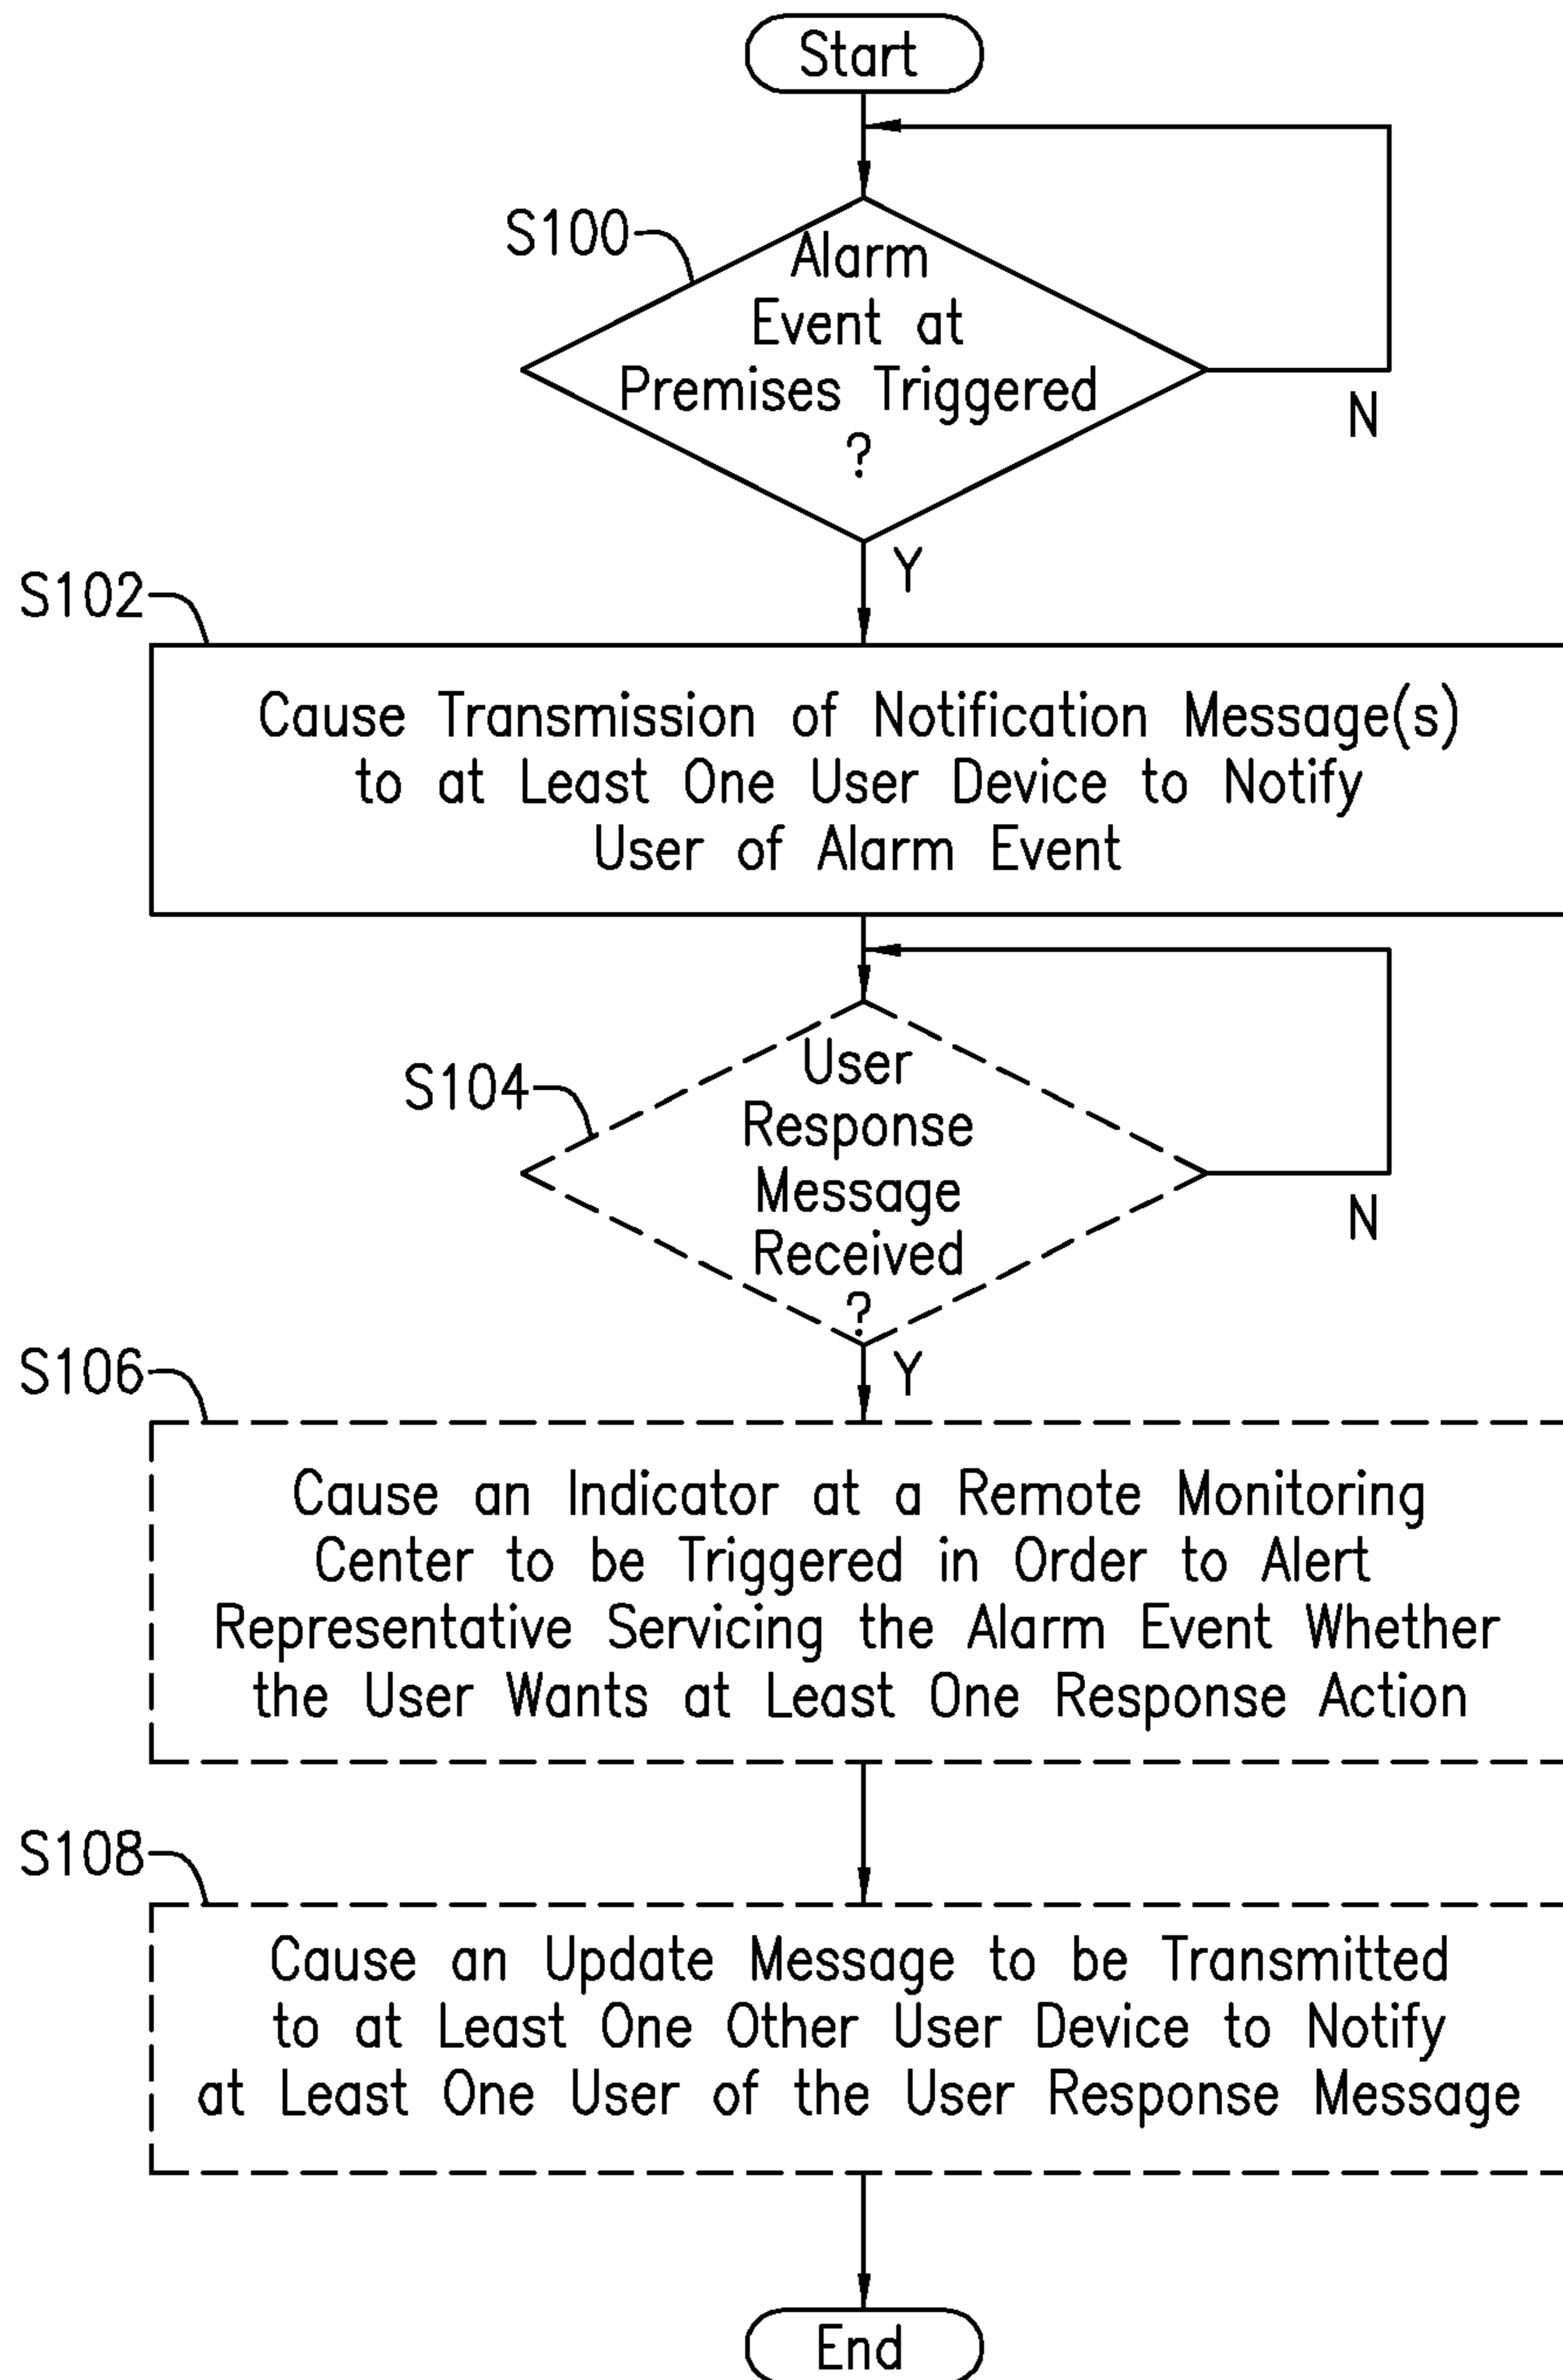 Start
S100
Alarm
Event at
Premises Triggered
?
N
Y
S102
Cause Transmission of Notification Message(s)
to at Least One User Device to Notify
User of Alarm Event
S104
User
Response
Message
Received
?
N
Y
S106
Cause an Indicator at a Remote Monitoring
Center to be Triggered in Order to Alert
Representative Servicing the Alarm Event Whether
the User Wants at Least One Response Action
S108
Cause an Update Message to be Transmitted
to at Least One Other User Device to Notify
at Least One User of the User Response Message
End